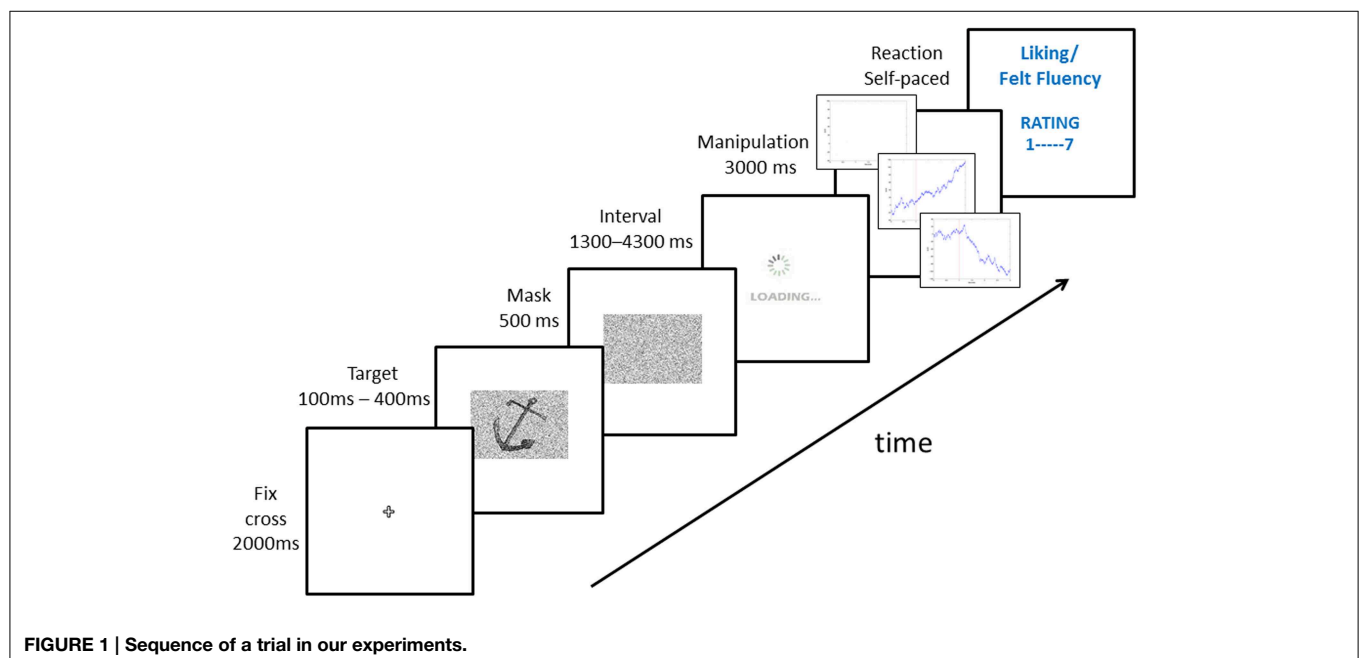 Fix
cross
2000ms
Target
100ms – 400ms
Mask
500 ms
Interval
1300–4300 ms
LOADING...
Manipulation
3000 ms
Reaction
Self-paced
Liking/
Felt Fluency
RATING
1-----7
time
FIGURE 1 | Sequence of a trial in our experiments.